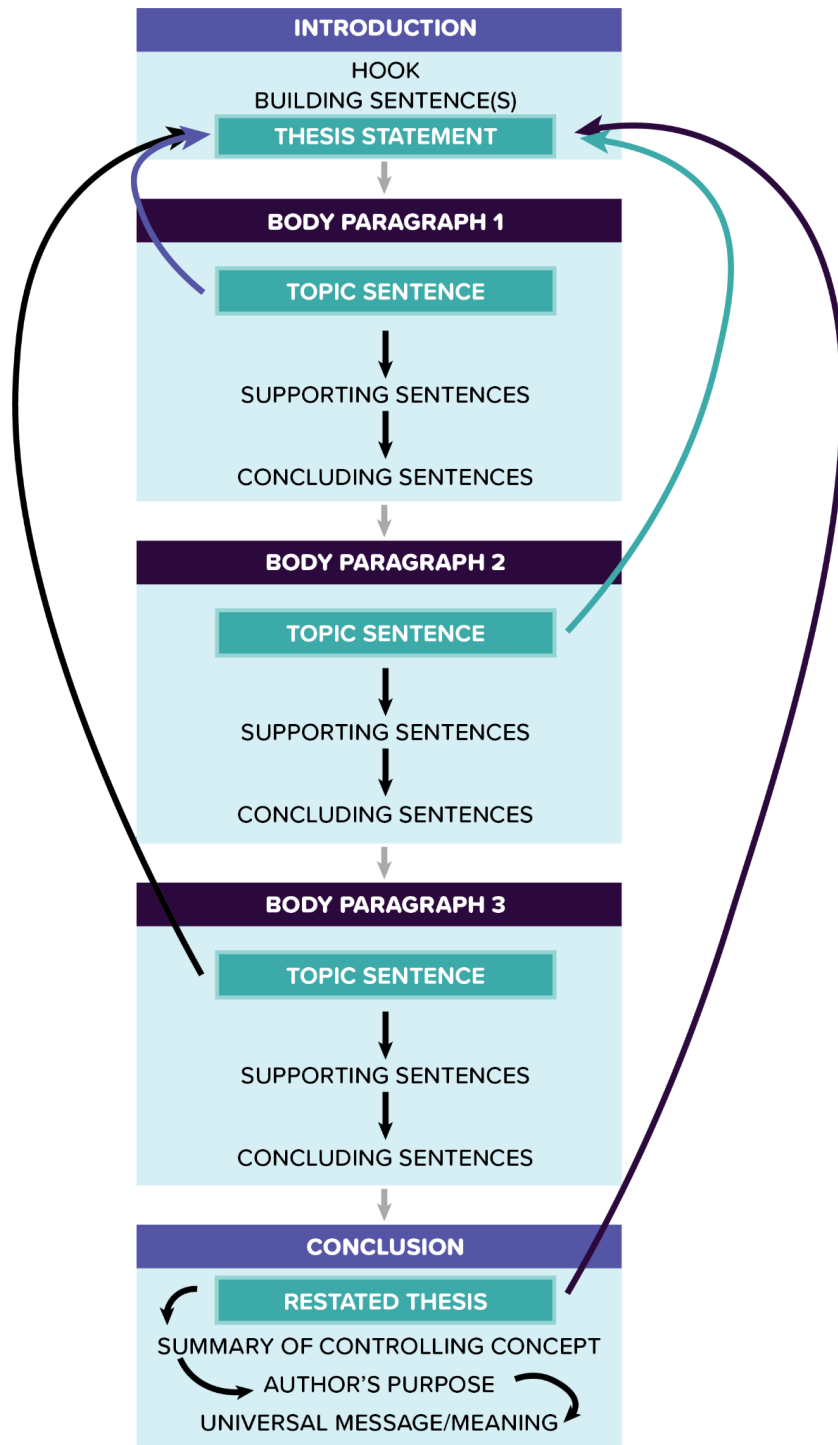 INTRODUCTION
HOOK
BUILDING SENTENCE(S)
THESIS STATEMENT
BODY PARAGRAPH 1
TOPIC SENTENCE
SUPPORTING SENTENCES
CONCLUDING SENTENCES
BODY PARAGRAPH 2
TOPIC SENTENCE
SUPPORTING SENTENCES
CONCLUDING SENTENCES
BODY PARAGRAPH 3
TOPIC SENTENCE
SUPPORTING SENTENCES
CONCLUDING SENTENCES
CONCLUSION
RESTATED THESIS
SUMMARY OF CONTROLLING CONCEPT
AUTHOR'S PURPOSE
UNIVERSAL MESSAGE/MEANING